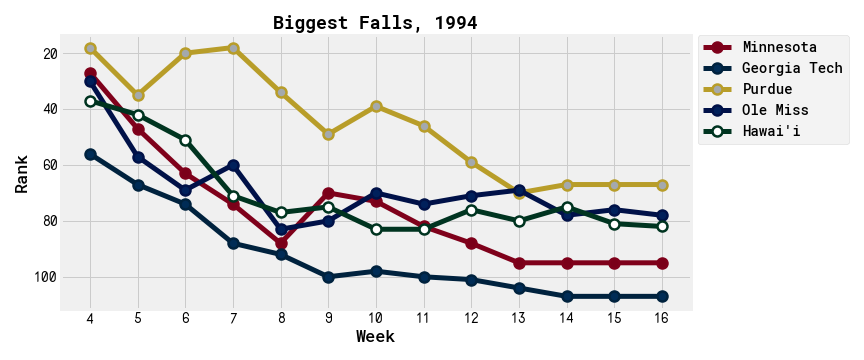 Biggest Falls, 1994
Minnesota
Georgia Tech
Purdue
Ole Miss
Hawai'i
Rank
20
40
60
80
100
4 5 6 7 8 9 10 11 12 13 14 15 16
Week